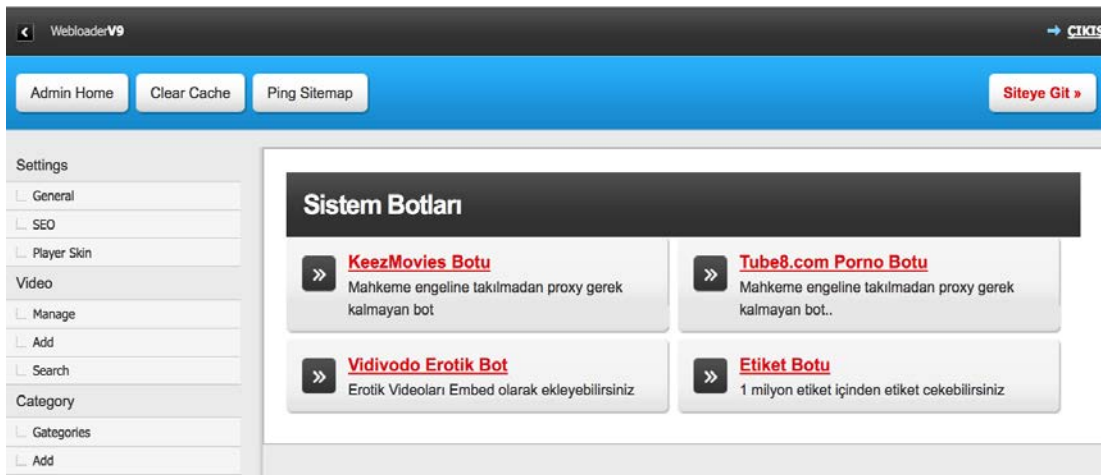 WebloaderV9
ÇIKIŞ
Admin Home
Clear Cache
Ping Sitemap
Siteye Git »
Settings
General
SEO
Player Skin
Video
Manage
Add
Search
Category
Gategories
Add
Sistem Botları
KeezMovies Botu
Mahkeme engeline takılmadan proxy gerek
kalmayan bot
Tube8.com Porno Botu
Mahkeme engeline takılmadan proxy gerek
kalmayan bot..
Vidivodo Erotik Bot
Erotik Videoları Embed olarak ekleyebilirsiniz
Etiket Botu
1 milyon etiket içinden etiket cekebilirsiniz